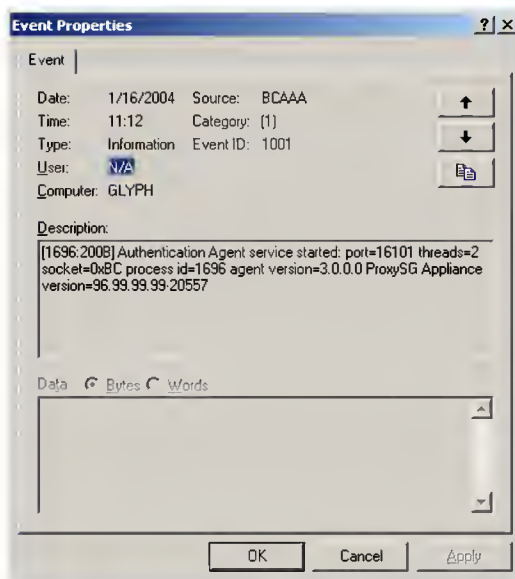 Event Properties
Event
Date: 1/16/2004 Source: BCAAA
Time: 11:12 Category: (1)
Type: Information Event ID: 1001
User: N/A
Computer: GLYPH
Description:
[1696:2008] Authentication Agent service started: port=16101 threads=2
socket=0xBC process id=1696 agent version=3.0.0.0 ProxySG Appliance
version=96.99.99.99-20557
Data Bytes Words
OK Cancel Apply